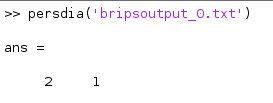 >> persdia('bripsoutput_0.txt')
ans =
2 1